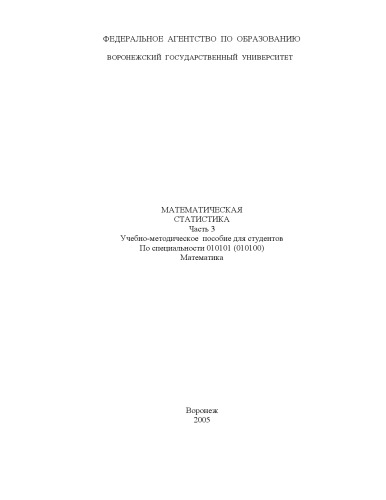 ФЕДЕРАЛЬНОЕ АГЕНТСТВО ПО ОБРАЗОВАНИЮ
ВОРОНЕЖСКИЙ ГОСУДАРСТВЕННЫЙ УНИВЕРСИТЕТ
МАТЕМАТИЧЕСКАЯ
СТАТИСТИКА
Часть 3
Учебно-методическое пособие для студентов
По специальности 010101 (010100)
Математика
Воронеж
2005